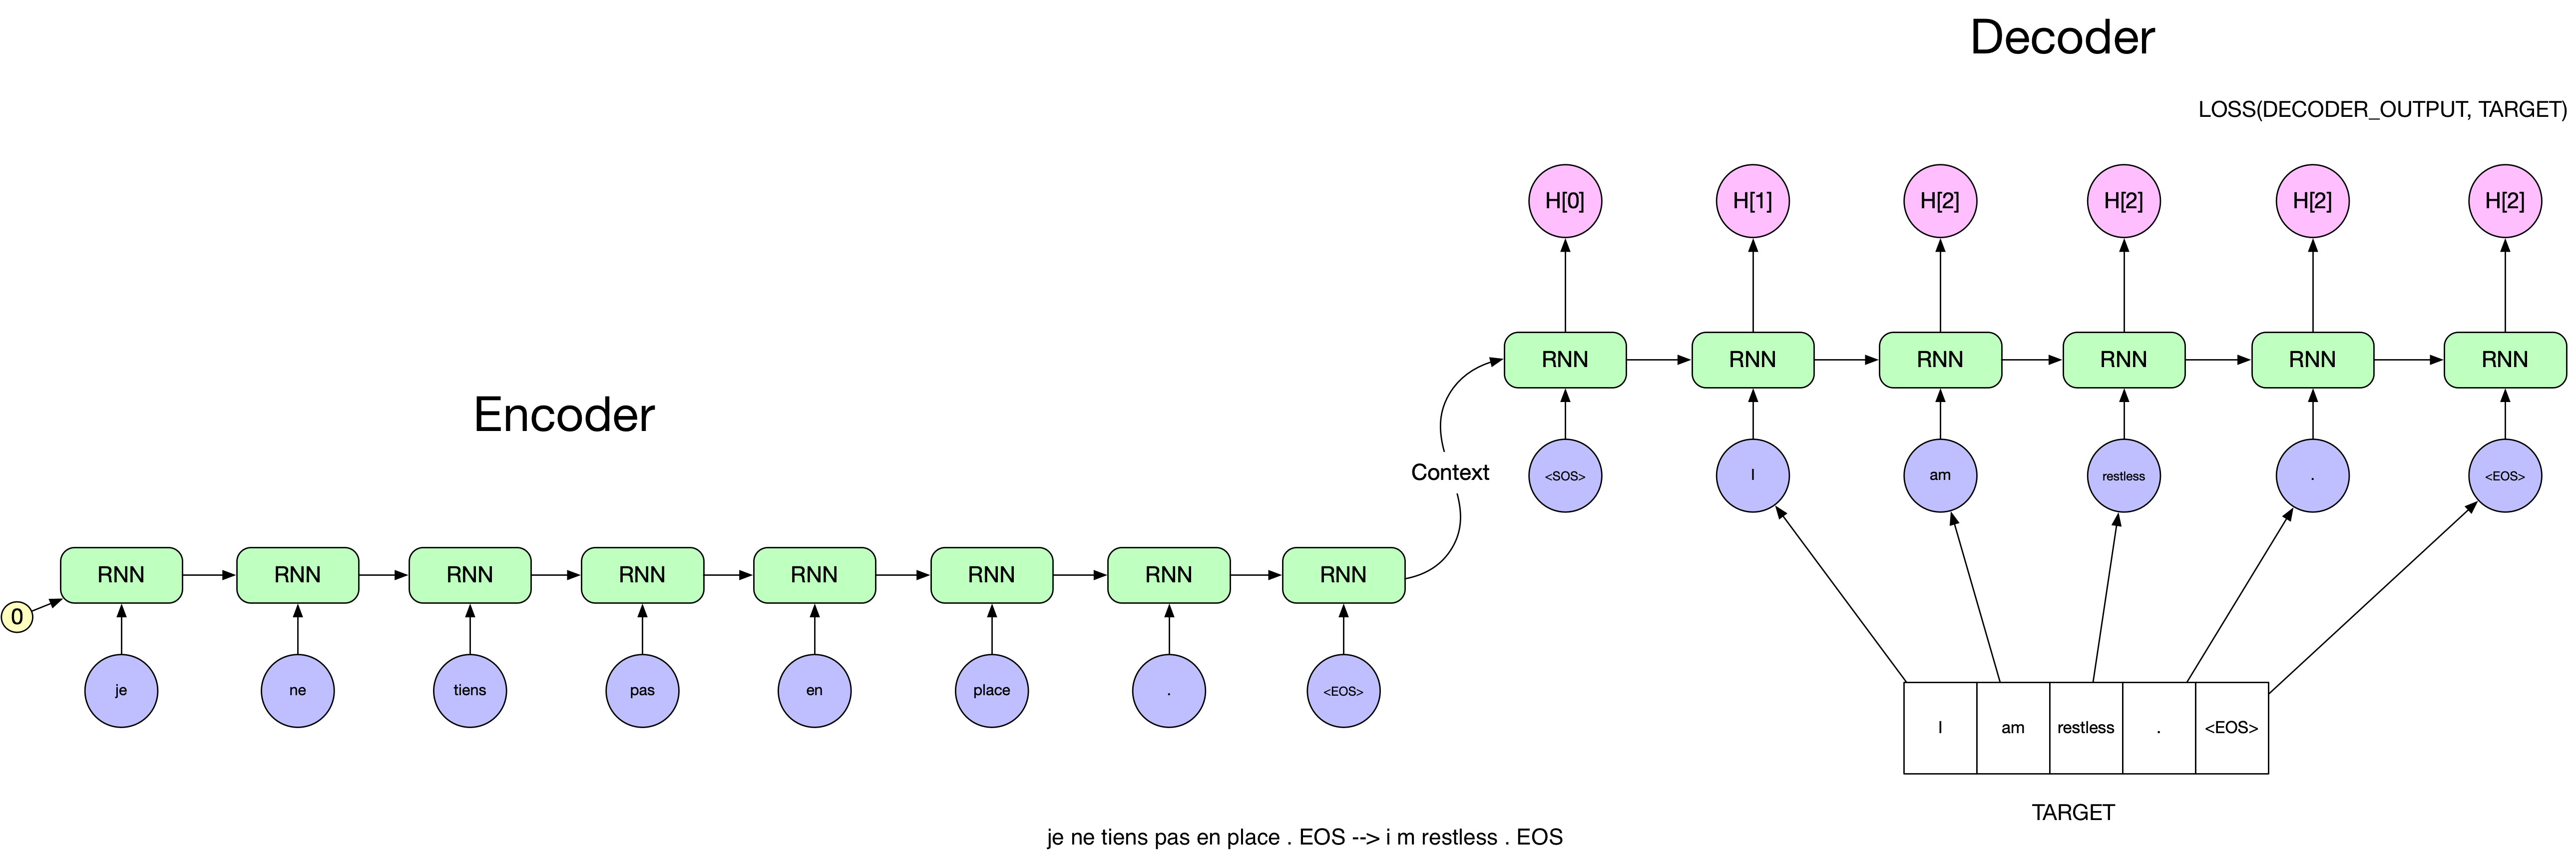 Decoder
LOSS(DECODER_OUTPUT, TARGET)
H[0] H[1] H[2] H[2] H[2] H[2]
RNN RNN RNN RNN RNN RNN
Encoder
Context
<SOS> I am restless . <EOS>
RNN RNN RNN RNN RNN RNN RNN RNN
0
je ne tiens pas en place . <EOS>
I am restless . <EOS>
TARGET
je ne tiens pas en place . EOS --> i m restless . EOS